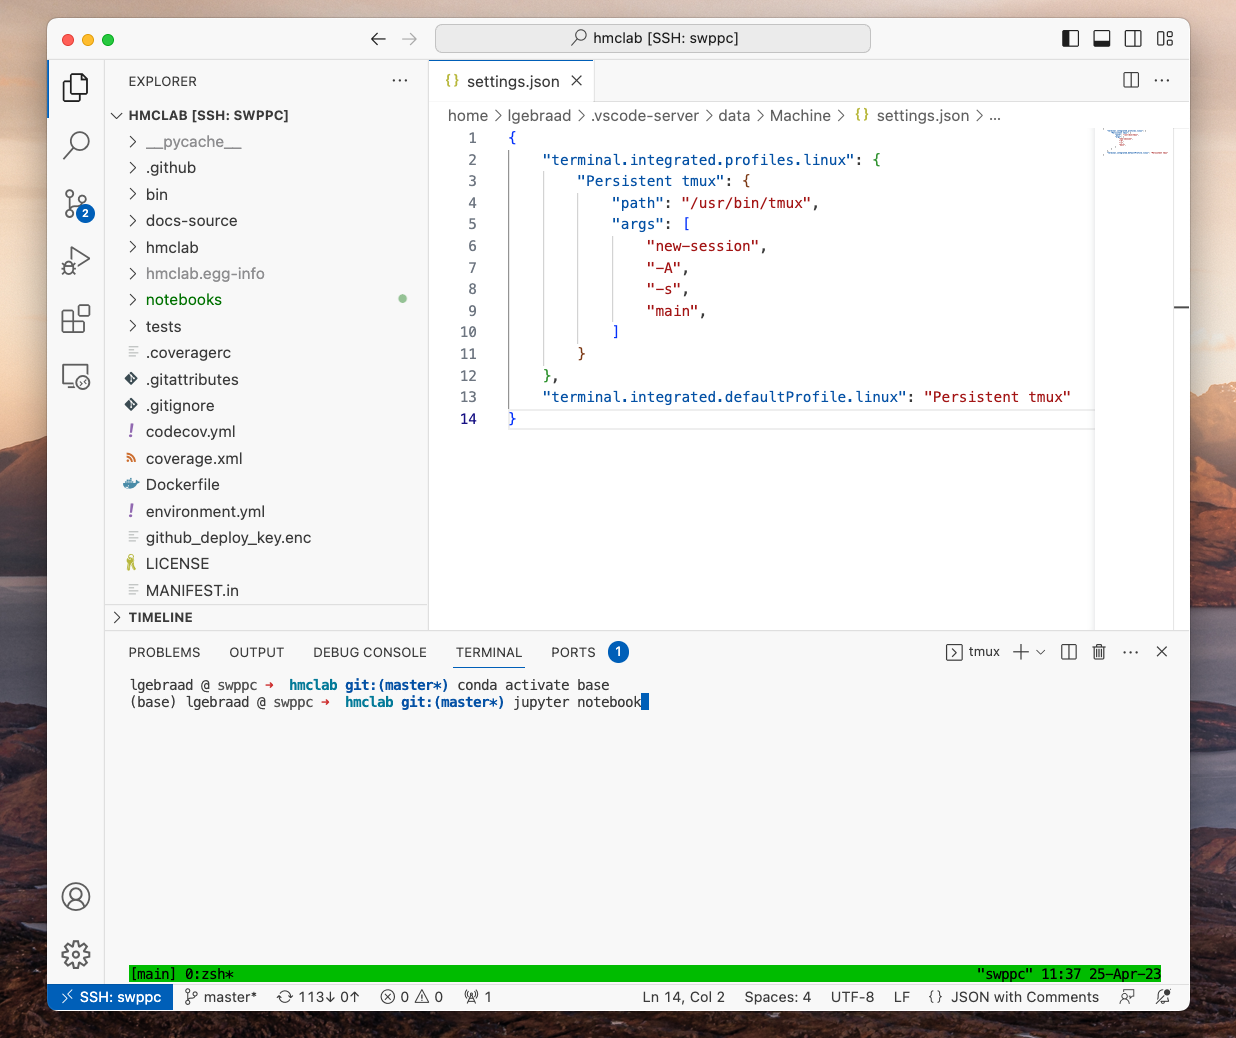 hmclab [SSH: swppc]
EXPLORER
HMCLAB [SSH: SWPPC]
__pycache__
.github
bin
docs-source
hmclab
hmclab.egg-info
notebooks
tests
.coveragerc
.gitattributes
.gitignore
codecov.yml
coverage.xml
Dockerfile
environment.yml
github_deploy_key.enc
LICENSE
MANIFEST.in
TIMELINE
2
{} settings.json
home > lgebraad > .vscode-server > data > Machine > {} settings.json > ...
1 {
2 "terminal.integrated.profiles.linux": {
3 "Persistent tmux": {
4 "path": "/usr/bin/tmux",
5 "args": [
6 "new-session",
7 "-A",
8 "-s",
9 "main",
10 ]
11 }
12 },
13 "terminal.integrated.defaultProfile.linux": "Persistent tmux"
14 }
PROBLEMS OUTPUT DEBUG CONSOLE TERMINAL PORTS 1 tmux
lgebraad @ swppc ➜ hmclab git:(master*) conda activate base
(base) lgebraad @ swppc ➜ hmclab git:(master*) jupyter notebook
[main] 0:zsh* "swppc" 11:37 25-Apr-23
SSH: swppc master* 113↓ 0↑ 0 0 1 Ln 14, Col 2 Spaces: 4 UTF-8 LF {} JSON with Comments